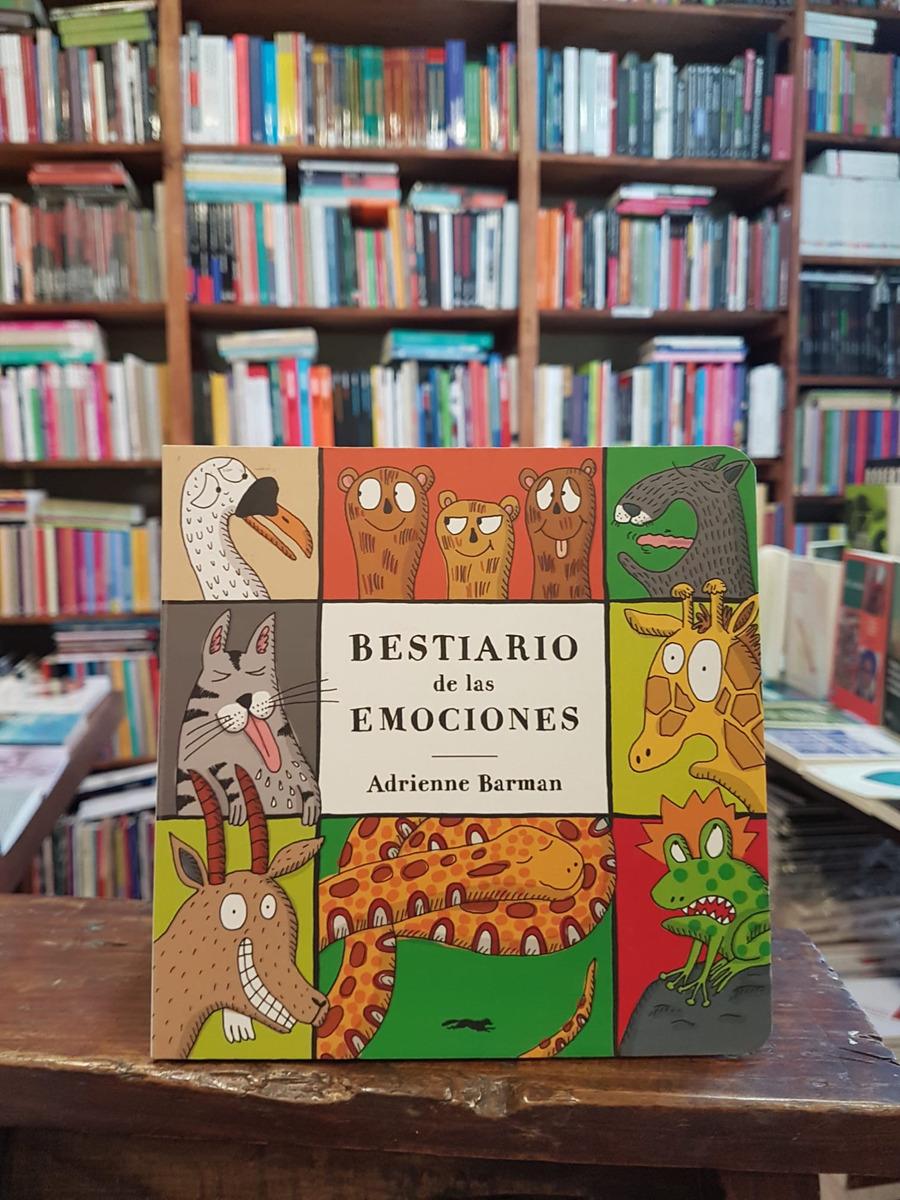 BESTIARIO
de las
EMOCIONES
Adrienne Barman